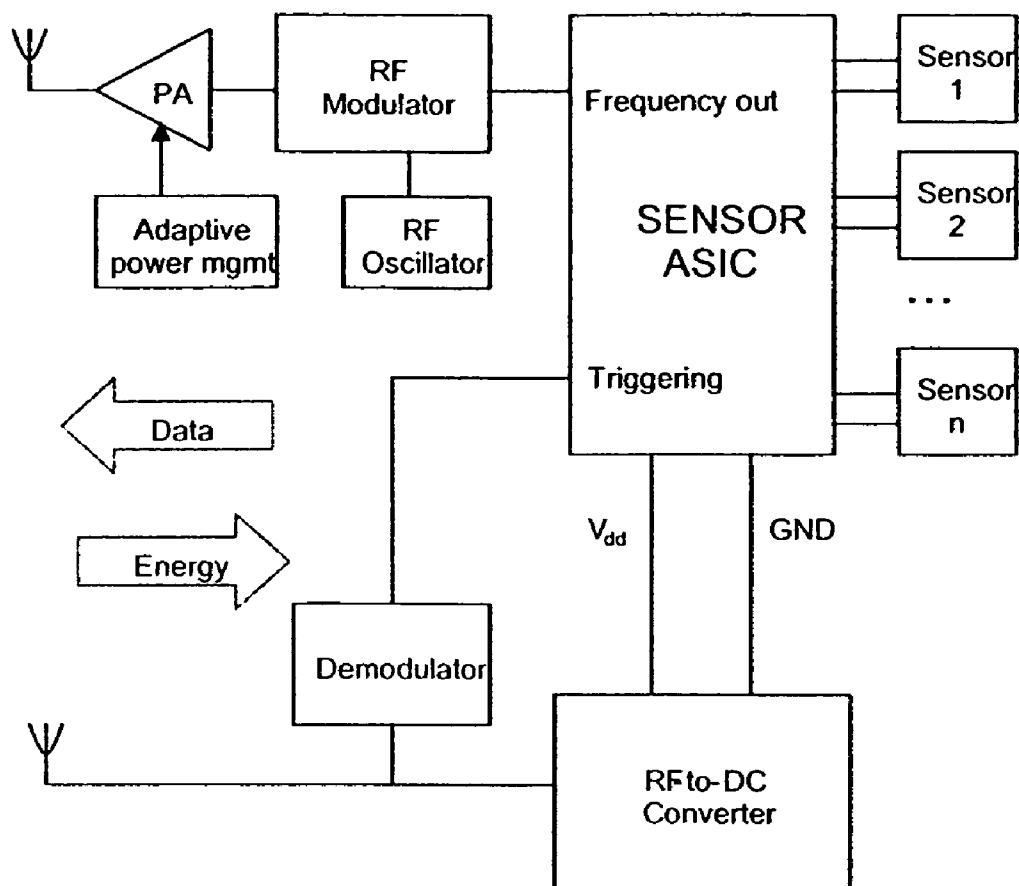 PA
RF
Modulator
Frequency out
Sensor
1
Adaptive
power mgmt
RF
Oscillator
SENSOR
ASIC
Sensor
2
...
Triggering
Sensor
n
Data
Energy
Vdd
GND
Demodulator
RFto-DC
Converter